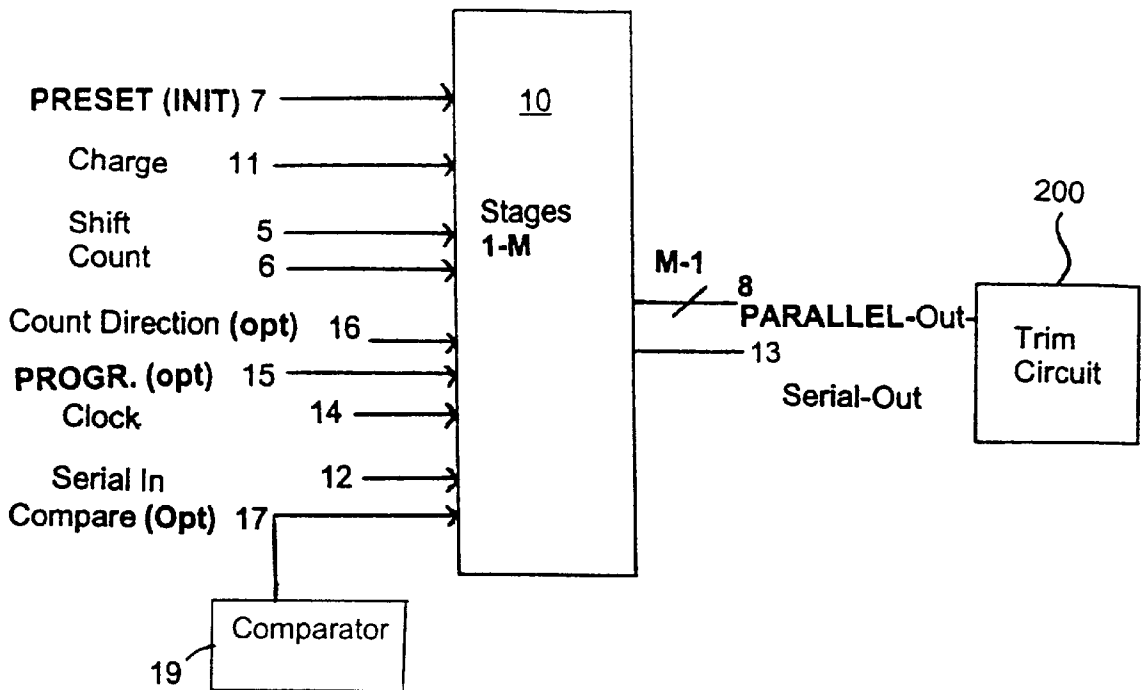 PRESET (INIT) 7
10
Charge 11
200
Shift 5
Stages
1-M
Count 6
M-1
8
PARALLEL-Out
Count Direction (opt) 16
Trim
Circuit
13
PROGR. (opt) 15
Serial-Out
Clock 14
Serial In 12
Compare (Opt) 17
Comparator
19